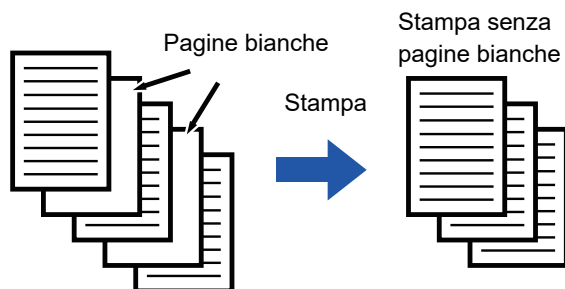 Pagine bianche
Stampa
Stampa senza
pagine bianche